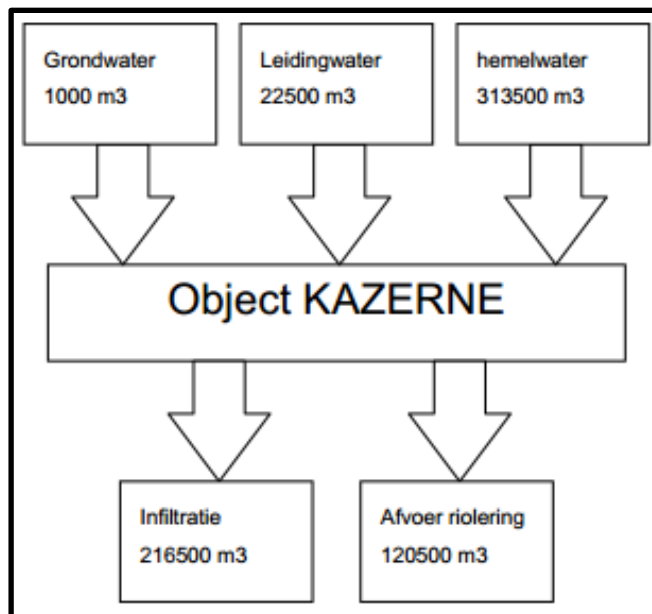 Grondwater
1000 m3
Leidingwater
22500 m3
hemelwater
313500 m3
Object KAZERNE
Infiltratie
216500 m3
Afvoer riolering
120500 m3